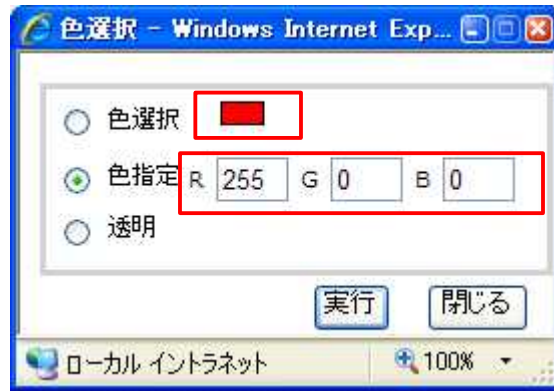 色選択 - Windows Internet Exp...
色選択
色指定 R 255 G 0 B 0
透明
実行 閉じる
ローカル イントラネット 100%